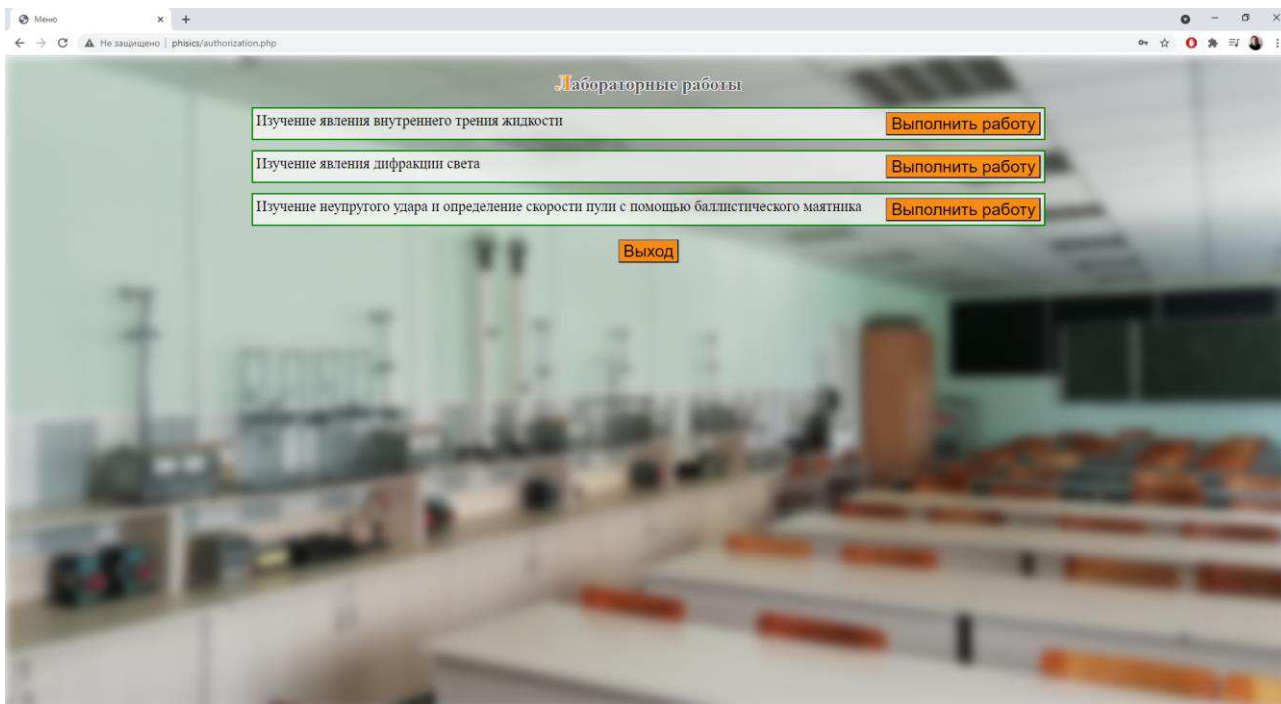 Меню
Не защищено | phisics/authorization.php
Лабораторные работы
Изучение явления внутреннего трения жидкости Выполнить работу
Изучение явления дифракции света Выполнить работу
Изучение неупругого удара и определение скорости пули с помощью баллистического маятника Выполнить работу
Выход